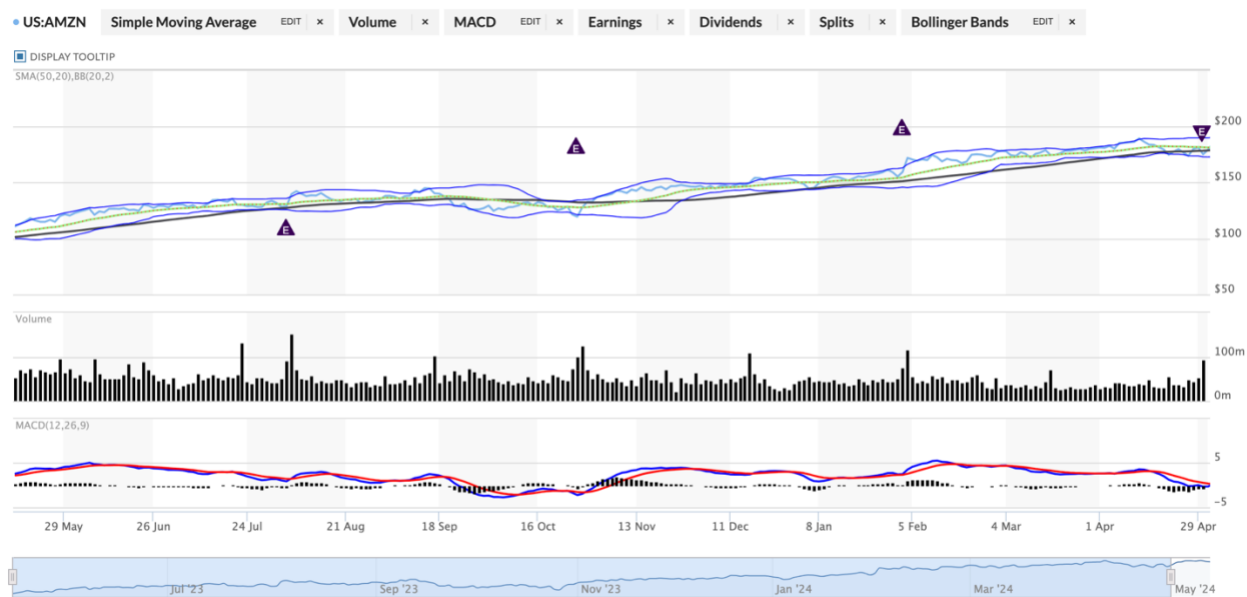 US:AMZN Simple Moving Average EDIT × Volume × MACD EDIT × Earnings × Dividends × Splits × Bollinger Bands EDIT ×
DISPLAY TOOLTIP
SMA(50,20),BB(20,2)
$200
E E E
$150
E
$100
$50
Volume
100m
0m
MACD(12,26,9)
5
-5
29 May 26 Jun 24 Jul 21 Aug 18 Sep 16 Oct 13 Nov 11 Dec 8 Jan 5 Feb 4 Mar 1 Apr 29 Apr
Jul '23 Sep '23 Nov '23 Jan '24 Mar '24 May '24